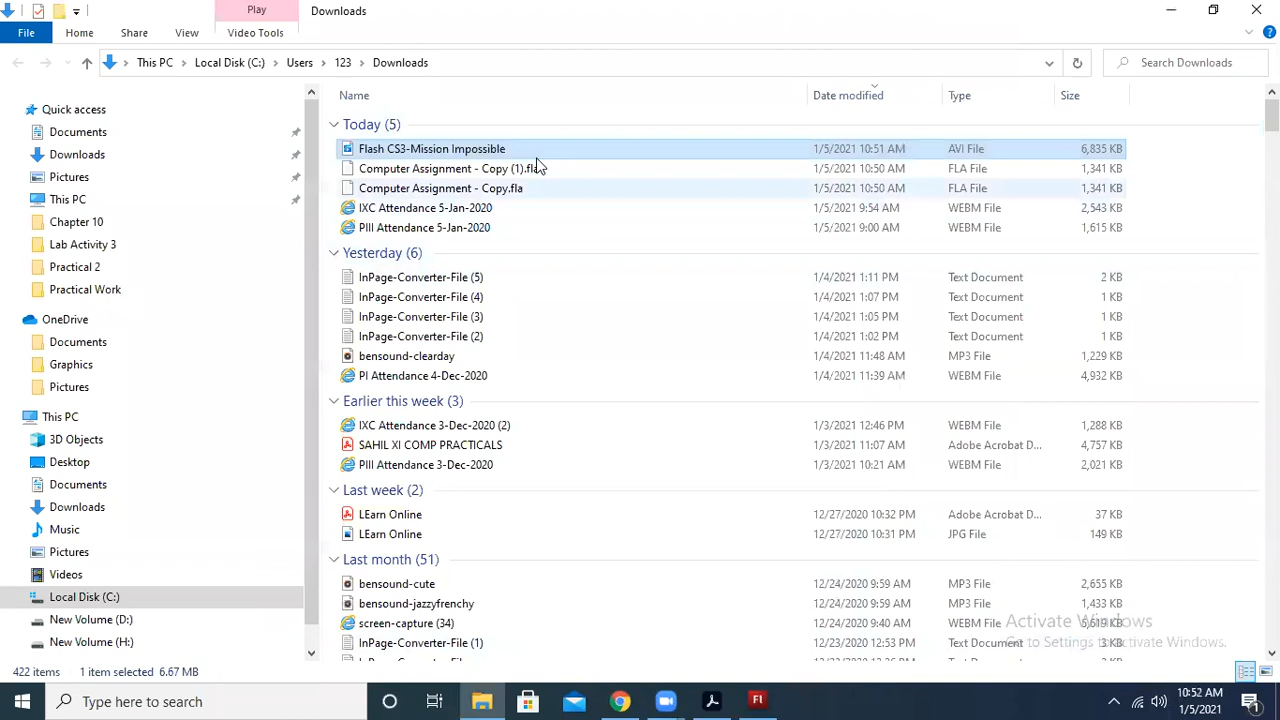 Play Downloads
File Home Share View Video Tools
This PC Local Disk (C:) Users 123 Downloads Search Downloads
Name Date modified Type Size
Quick access
Documents
Downloads
Pictures
This PC
Chapter 10
Lab Activity 3
Practical 2
Practical Work
OneDrive
Documents
Graphics
Pictures
This PC
3D Objects
Desktop
Documents
Downloads
Music
Pictures
Videos
Local Disk (C:)
New Volume (D:)
New Volume (H:)
Today (5)
Flash CS3-Mission Impossible 1/5/2021 10:51 AM AVI File 6,835 KB
Computer Assignment - Copy (1).fla 1/5/2021 10:50 AM FLA File 1,341 KB
Computer Assignment - Copy.fla 1/5/2021 10:50 AM FLA File 1,341 KB
IXC Attendance 5-Jan-2020 1/5/2021 9:54 AM WEBM File 2,543 KB
PIII Attendance 5-Jan-2020 1/5/2021 9:00 AM WEBM File 1,615 KB
Yesterday (6)
InPage-Converter-File (5) 1/4/2021 1:11 PM Text Document 2 KB
InPage-Converter-File (4) 1/4/2021 1:07 PM Text Document 1 KB
InPage-Converter-File (3) 1/4/2021 1:05 PM Text Document 1 KB
InPage-Converter-File (2) 1/4/2021 1:02 PM Text Document 1 KB
bensound-clearday 1/4/2021 11:48 AM MP3 File 1,229 KB
PI Attendance 4-Dec-2020 1/4/2021 11:39 AM WEBM File 4,932 KB
Earlier this week (3)
IXC Attendance 3-Dec-2020 (2) 1/3/2021 12:46 PM WEBM File 1,288 KB
SAHIL XI COMP PRACTICALS 1/3/2021 11:07 AM Adobe Acrobat D... 4,757 KB
PIII Attendance 3-Dec-2020 1/3/2021 10:21 AM WEBM File 2,021 KB
Last week (2)
LEarn Online 12/27/2020 10:32 PM Adobe Acrobat D... 37 KB
LEarn Online 12/27/2020 10:31 PM JPG File 149 KB
Last month (51)
bensound-cute 12/24/2020 9:59 AM MP3 File 2,655 KB
bensound-jazzyfrenchy 12/24/2020 9:59 AM MP3 File 1,433 KB
screen-capture (34) 12/24/2020 9:40 AM WEBM File 5,619 KB
InPage-Converter-File (1) 12/23/2020 12:53 PM Text Document 3 KB
Activate Windows
Go to Settings to activate Windows.
422 items 1 item selected 6.67 MB
Type here to search
10:52 AM
1/5/2021